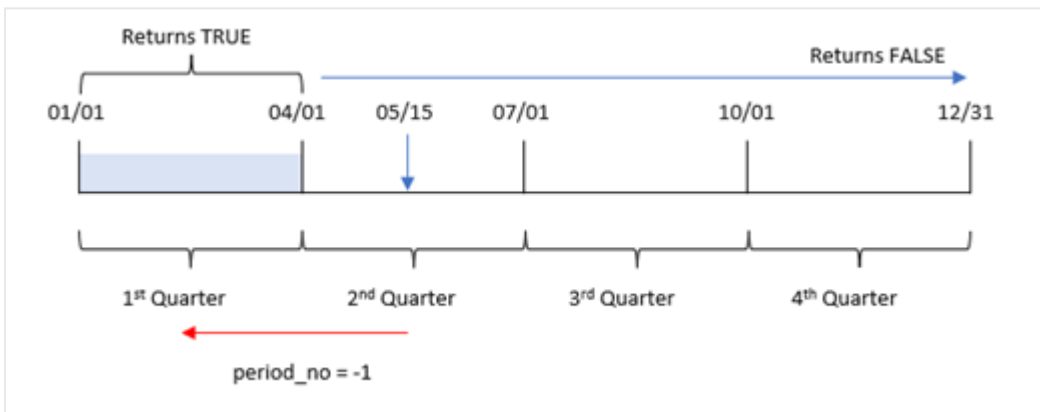 Returns TRUE
Returns FALSE
01/01 04/01 05/15 07/01 10/01 12/31
1st Quarter 2nd Quarter 3rd Quarter 4th Quarter
period_no = -1